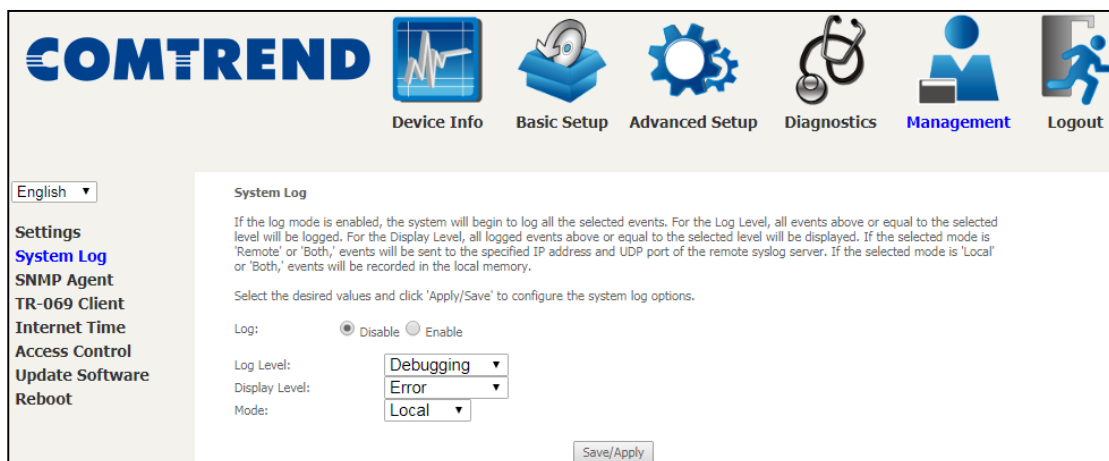 COMTREND
Device Info
Basic Setup
Advanced Setup
Diagnostics
Management
Logout
English
Settings
System Log
SNMP Agent
TR-069 Client
Internet Time
Access Control
Update Software
Reboot
System Log
If the log mode is enabled, the system will begin to log all the selected events. For the Log Level, all events above or equal to the selected
level will be logged. For the Display Level, all logged events above or equal to the selected level will be displayed. If the selected mode is
'Remote' or 'Both,' events will be sent to the specified IP address and UDP port of the remote syslog server. If the selected mode is 'Local'
or 'Both,' events will be recorded in the local memory.
Select the desired values and click 'Apply/Save' to configure the system log options.
Log: Disable Enable
Log Level: Debugging
Display Level: Error
Mode: Local
Save/Apply